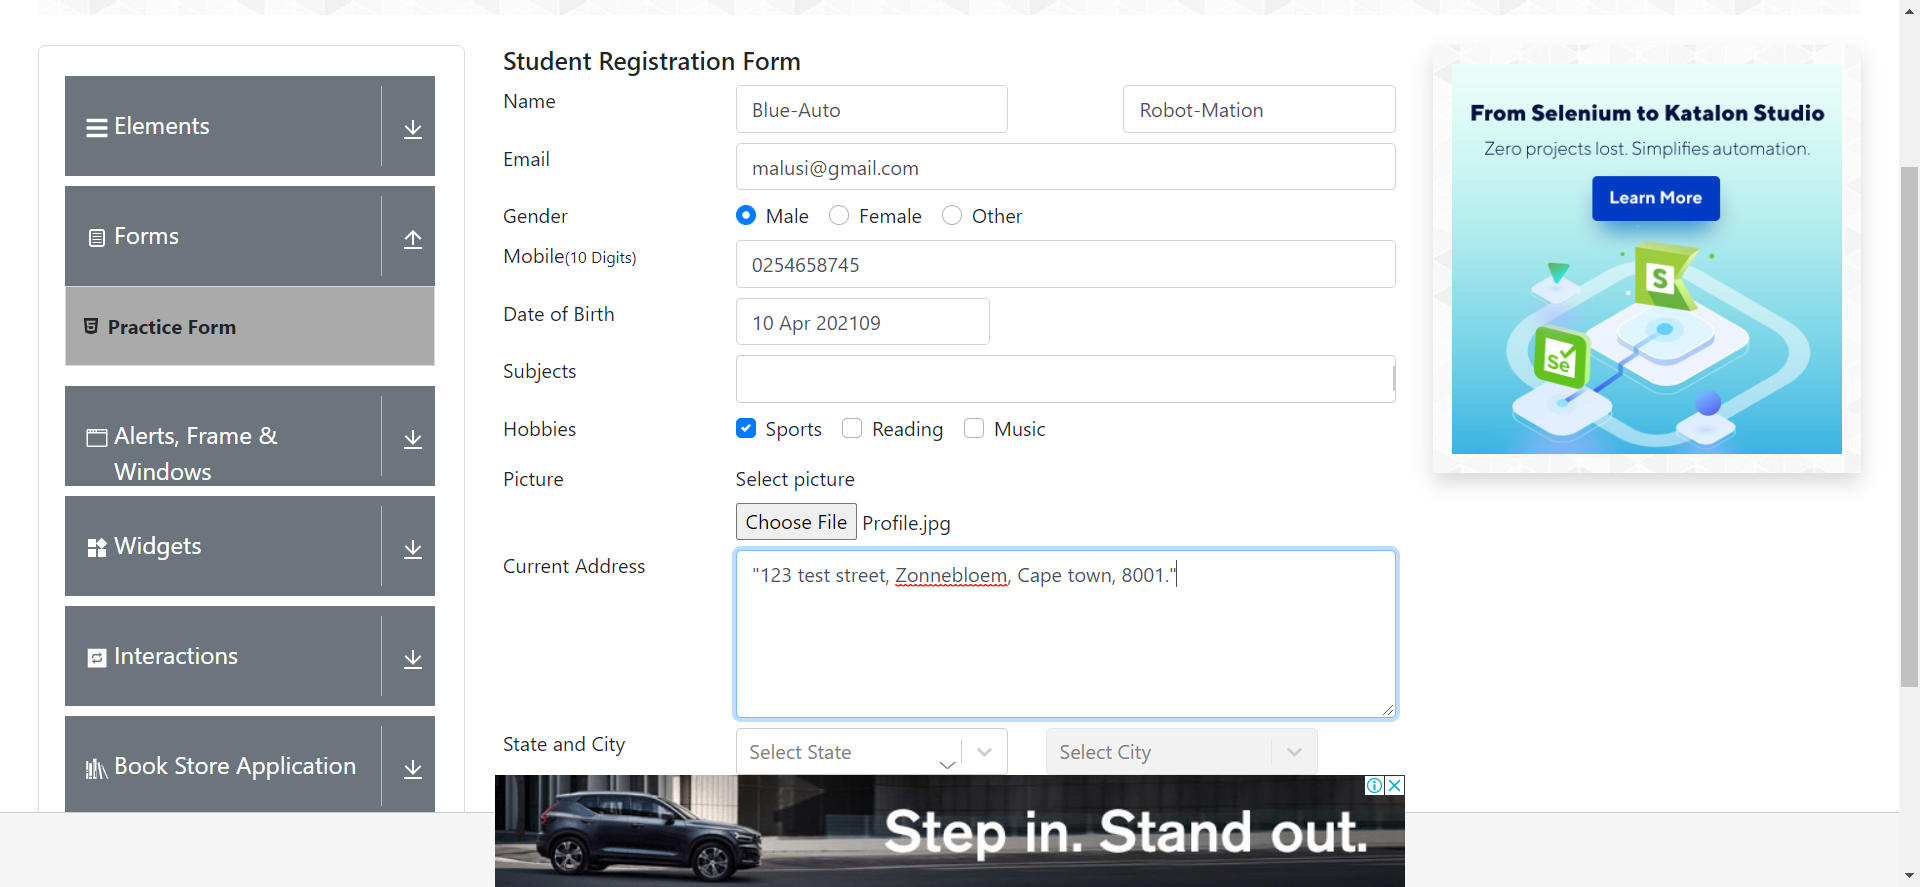 Elements
Forms
Practice Form
Alerts, Frame &
Windows
Widgets
Interactions
Book Store Application
Student Registration Form
Name
Blue-Auto
Robot-Mation
Email
malusi@gmail.com
Gender
Male
Female
Other
Mobile(10 Digits)
0254658745
Date of Birth
10 Apr 202109
Subjects
Hobbies
Sports
Reading
Music
Picture
Select picture
Choose File Profile.jpg
Current Address
"123 test street, Zonnebloem, Cape town, 8001."
State and City
Select State
Select City
From Selenium to Katalon Studio
Zero projects lost. Simplifies automation.
Learn More
S
Se
Step in. Stand out.